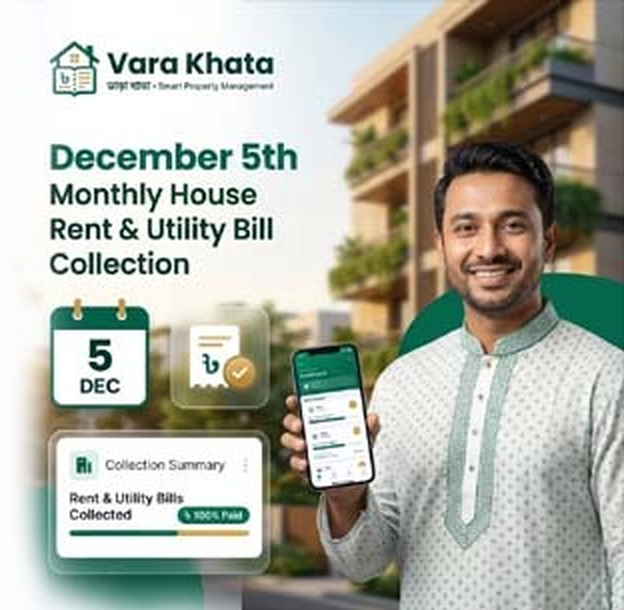 Vara Khata
ভাড়া খাতা • Smart Property Management
December 5th
Monthly House
Rent & Utility Bill
Collection
5
DEC
৳
Collection Summary
Rent & Utility Bills
Collected
৳ 100% Paid